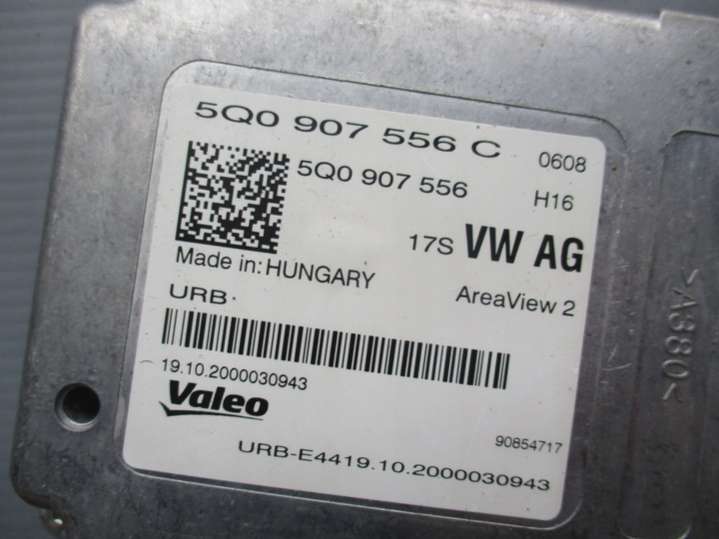 5Q0 907 556 C 0608
5Q0 907 556 H16
17S VW AG
Made in: HUNGARY
AreaView 2
URB
19.10.2000030943
Valeo
90854717
URB-E4419.10.2000030943
>A380<